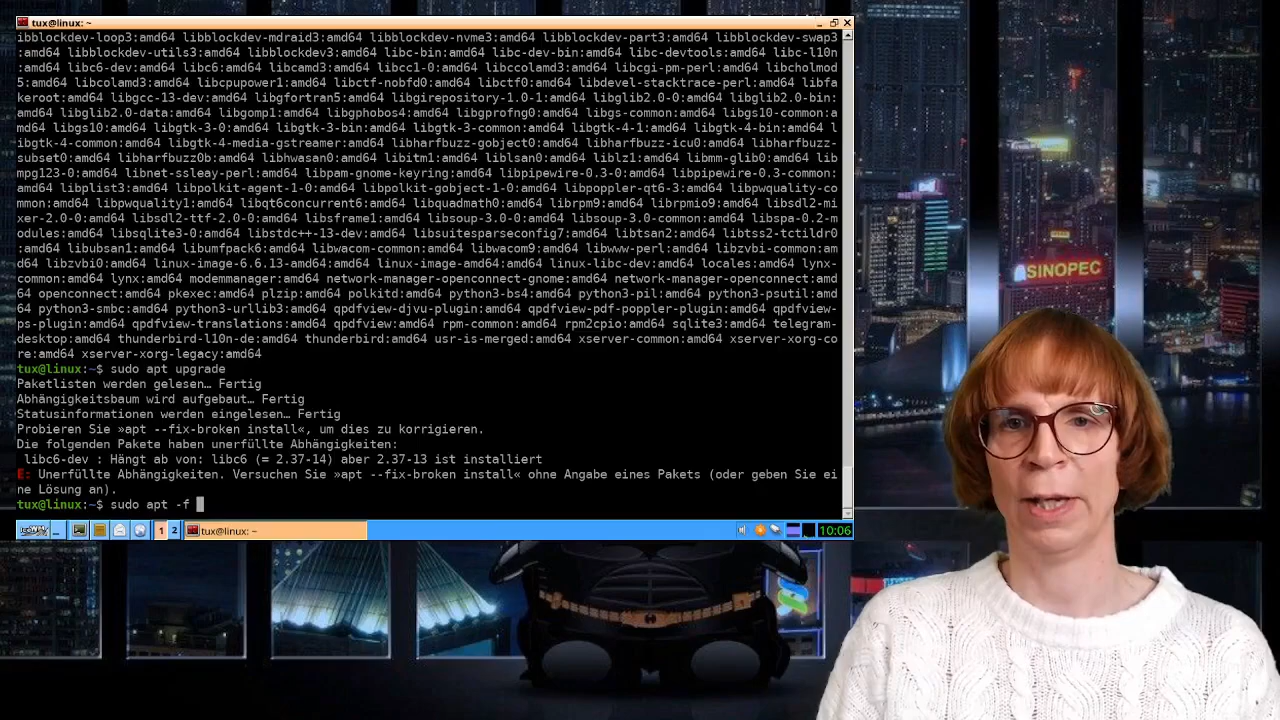 tux@linux: ~
ibblockdev-loop3:amd64 libblockdev-mdraid3:amd64 libblockdev-nvme3:amd64 libblockdev-part3:amd64 libblockdev-swap3
:amd64 libblockdev-utils3:amd64 libblockdev3:amd64 libc-bin:amd64 libc-dev-bin:amd64 libc-devtools:amd64 libc-l10n
:amd64 libc6-dev:amd64 libc6:amd64 libcamd3:amd64 libcc1-0:amd64 libccolamd3:amd64 libcgi-pm-perl:amd64 libcholmod
5:amd64 libcolamd3:amd64 libcpupower1:amd64 libctf-nobfd0:amd64 libctf0:amd64 libdevel-stacktrace-perl:amd64 libfa
keroot:amd64 libgcc-13-dev:amd64 libgfortran5:amd64 libgirepository-1.0-1:amd64 libglib2.0-0:amd64 libglib2.0-bin:
amd64 libglib2.0-data:amd64 libgomp1:amd64 libgphobos4:amd64 libgprofng0:amd64 libgs-common:amd64 libgs10-common:a
md64 libgs10:amd64 libgtk-3-0:amd64 libgtk-3-bin:amd64 libgtk-3-common:amd64 libgtk-4-1:amd64 libgtk-4-bin:amd64 l
ibgtk-4-common:amd64 libgtk-4-media-gstreamer:amd64 libharfbuzz-gobject0:amd64 libharfbuzz-icu0:amd64 libharfbuzz-
subset0:amd64 libharfbuzz0b:amd64 libhwasan0:amd64 libitm1:amd64 liblsan0:amd64 liblz1:amd64 libmm-glib0:amd64 lib
mpg123-0:amd64 libnet-ssleay-perl:amd64 libpam-gnome-keyring:amd64 libpipewire-0.3-0:amd64 libpipewire-0.3-common:
amd64 libplist3:amd64 libpolkit-agent-1-0:amd64 libpolkit-gobject-1-0:amd64 libpoppler-qt6-3:amd64 libpwquality-co
mmon:amd64 libpwquality1:amd64 libqt6concurrent6:amd64 libquadmath0:amd64 librpm9:amd64 librpmio9:amd64 libsdl2-mi
xer-2.0-0:amd64 libsdl2-ttf-2.0-0:amd64 libsframe1:amd64 libsoup-3.0-0:amd64 libsoup-3.0-common:amd64 libspa-0.2-m
odules:amd64 libsqlite3-0:amd64 libstdc++-13-dev:amd64 libsuitesparseconfig7:amd64 libtsan2:amd64 libtss2-tctildr0
:amd64 libubsan1:amd64 libumfpack6:amd64 libwacom-common:amd64 libwacom9:amd64 libwww-perl:amd64 libzvbi-common:am
d64 libzvbi0:amd64 linux-image-6.6.13-amd64:amd64 linux-image-amd64:amd64 linux-libc-dev:amd64 locales:amd64 lynx-
common:amd64 lynx:amd64 modemmanager:amd64 network-manager-openconnect-gnome:amd64 network-manager-openconnect:amd
64 openconnect:amd64 pkexec:amd64 plzip:amd64 polkitd:amd64 python3-bs4:amd64 python3-pil:amd64 python3-psutil:amd
64 python3-smbc:amd64 python3-urllib3:amd64 qpdfview-djvu-plugin:amd64 qpdfview-pdf-poppler-plugin:amd64 qpdfview-
ps-plugin:amd64 qpdfview-translations:amd64 qpdfview:amd64 rpm-common:amd64 rpm2cpio:amd64 sqlite3:amd64 telegram-
desktop:amd64 thunderbird-l10n-de:amd64 thunderbird:amd64 usr-is-merged:amd64 xserver-common:amd64 xserver-xorg-co
re:amd64 xserver-xorg-legacy:amd64
tux@linux:~$ sudo apt upgrade
Paketlisten werden gelesen… Fertig
Abhängigkeitsbaum wird aufgebaut… Fertig
Statusinformationen werden eingelesen… Fertig
Probieren Sie »apt --fix-broken install«, um dies zu korrigieren.
Die folgenden Pakete haben unerfüllte Abhängigkeiten:
 libc6-dev : Hängt ab von: libc6 (= 2.37-14) aber 2.37-13 ist installiert
E: Unerfüllte Abhängigkeiten. Versuchen Sie »apt --fix-broken install« ohne Angabe eines Pakets (oder geben Sie ei
ne Lösung an).
tux@linux:~$ sudo apt -f
1 2 tux@linux: ~ 10:06
SINOPEC